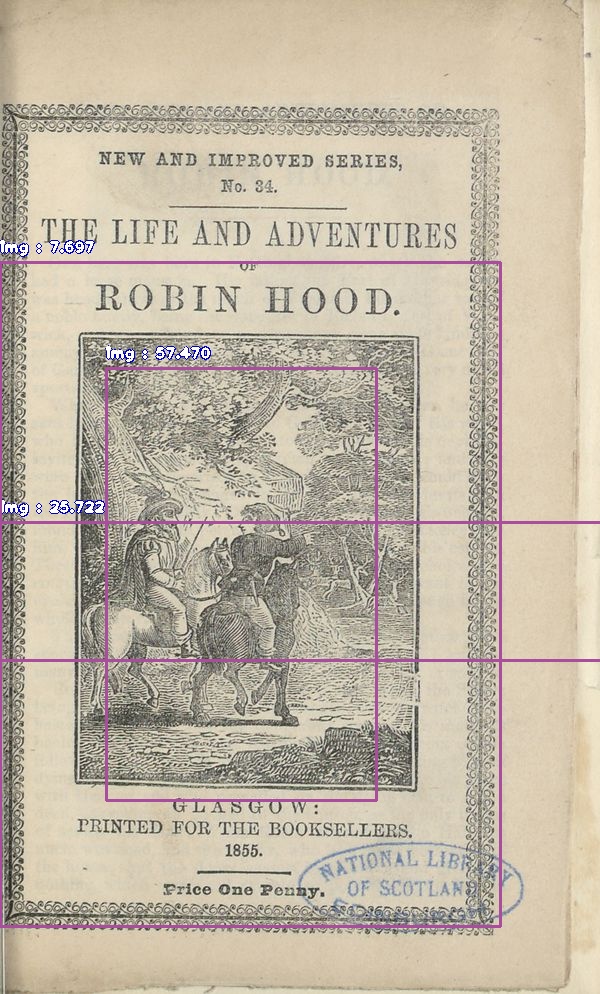 NEW AND IMPROVED SERIES,
No. 34.
THE LIFE AND ADVENTURES
OF
Img : 7.697
ROBIN HOOD.
Img : 57.470
Img : 25.722
GLASGOW:
PRINTED FOR THE BOOKSELLERS.
1855.
Price One Penny.
NATIONAL LIBRARY
OF SCOTLAND